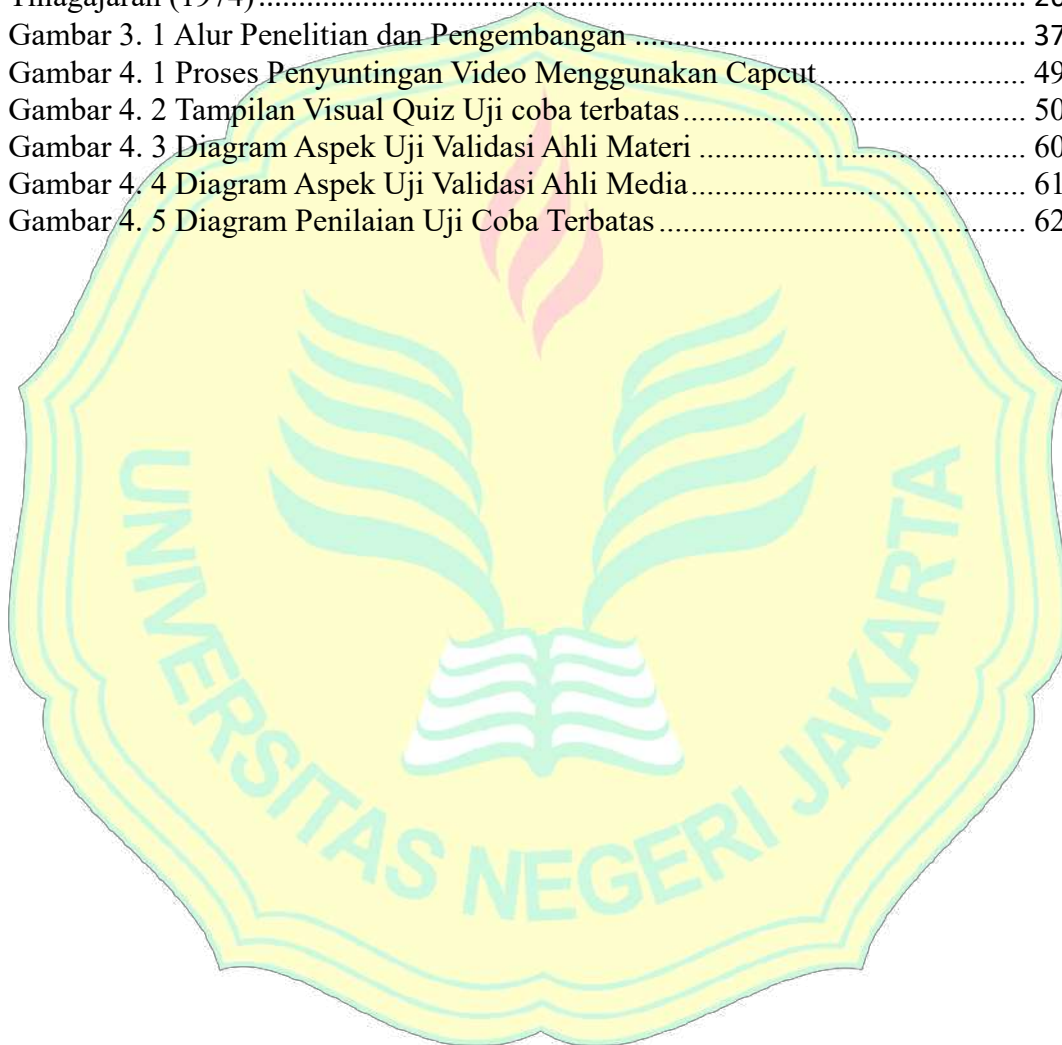 (1974) ............................................................
Gambar 3. 1 Alur Penelitian dan Pengembangan ............................................................ 37
Gambar 4. 1 Proses Penyuntingan Video Menggunakan Capcut ............................................................ 49
Gambar 4. 2 Tampilan Visual Quiz Uji coba terbatas ............................................................ 50
Gambar 4. 3 Diagram Aspek Uji Validasi Ahli Materi ............................................................ 60
Gambar 4. 4 Diagram Aspek Uji Validasi Ahli Media ............................................................ 61
Gambar 4. 5 Diagram Penilaian Uji Coba Terbatas ............................................................ 62
UNIVERSITAS NEGERI JAKARTA